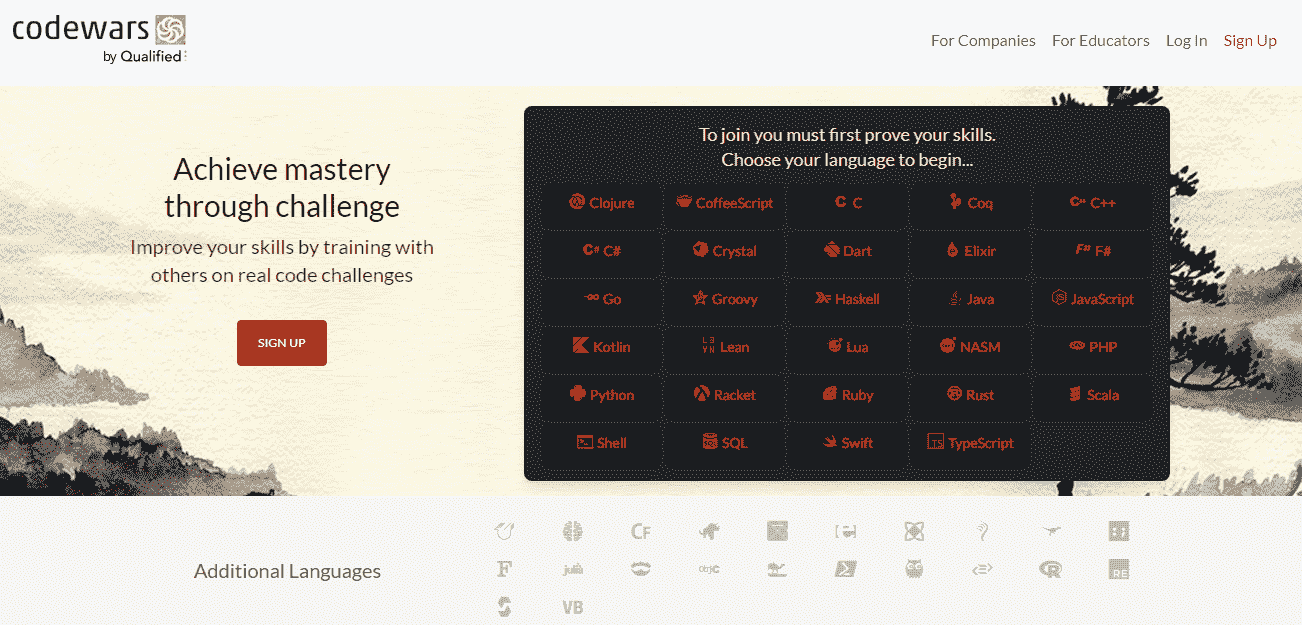 codewars
by Qualified
For Companies For Educators Log In Sign Up
Achieve mastery
through challenge
Improve your skills by training with
others on real code challenges
SIGN UP
To join you must first prove your skills.
Choose your language to begin...
Clojure CoffeeScript C C Coq C++ C++
C# C# Crystal Dart Elixir F# F#
Go Groovy Haskell Java JavaScript
Kotlin Lean Lua NASM PHP
Python Racket Ruby Rust Scala
Shell SQL Swift TS TypeScript
Additional Languages
CF
F julia ObjC R RE
VB